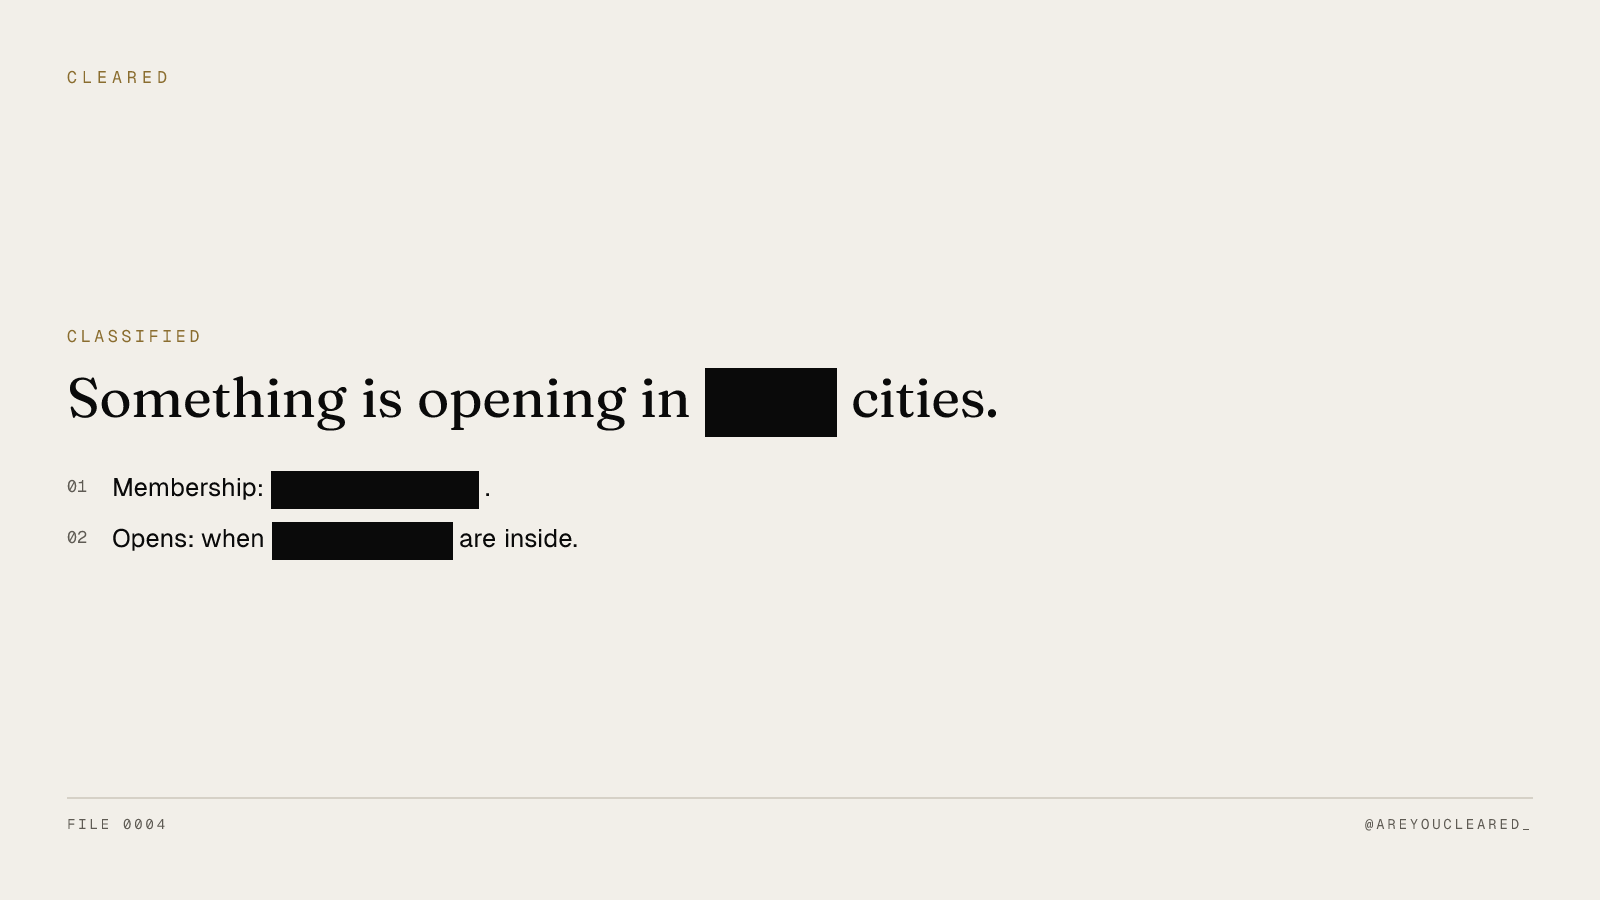 CLEARED
CLASSIFIED
Something is opening in cities.
01 Membership: .
02 Opens: when are inside.
FILE 0004
@AREYOUCLEARED_